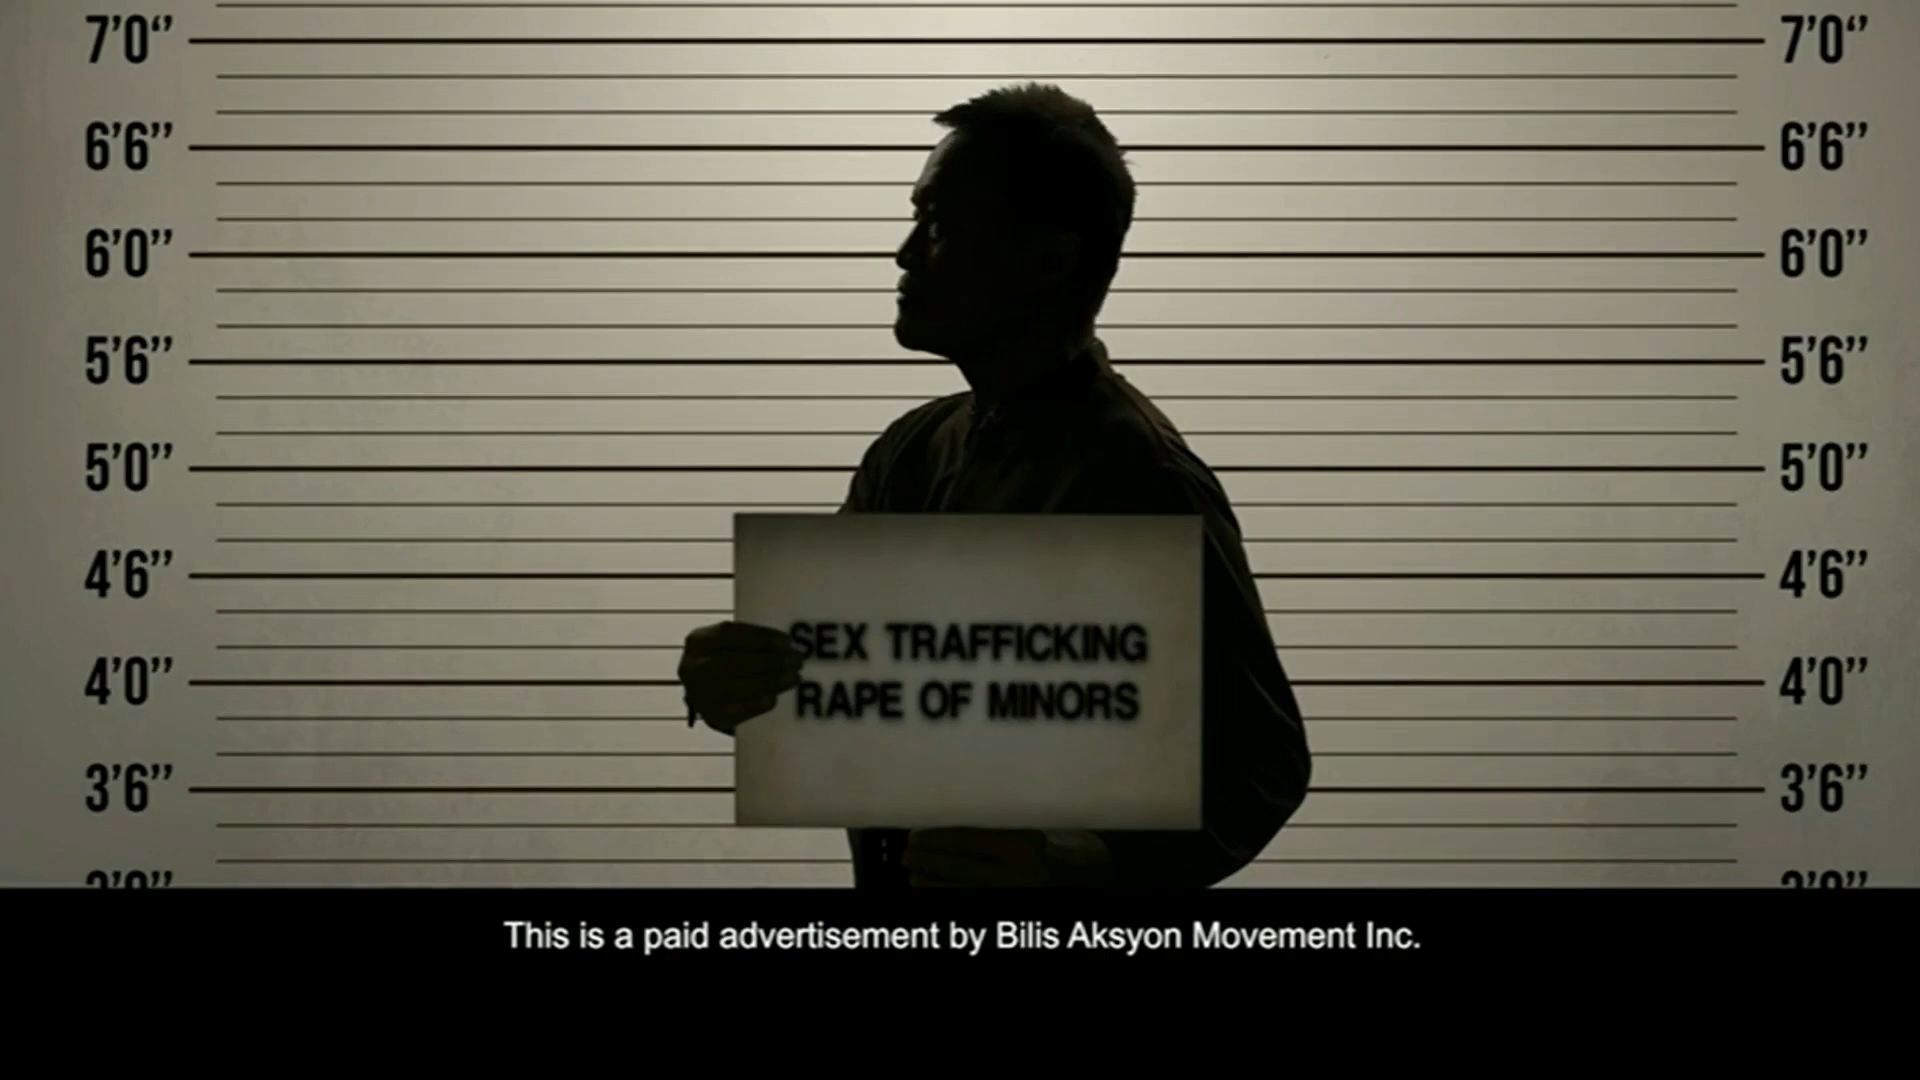 7'0" 7'0"
6'6" 6'6"
6'0" 6'0"
5'6" 5'6"
5'0" 5'0"
4'6" 4'6"
SEX TRAFFICKING
4'0" 4'0"
RAPE OF MINORS
3'6" 3'6"
This is a paid advertisement by Bilis Aksyon Movement Inc.